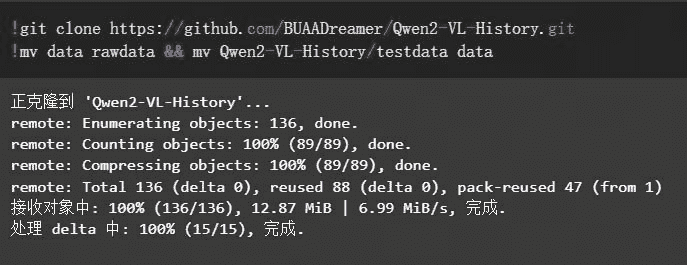 !git clone https://github.com/BUAADreamer/Qwen2-VL-History.git
!mv data rawdata && mv Qwen2-VL-History/testdata data
正克隆到 'Qwen2-VL-History'...
remote: Enumerating objects: 136, done.
remote: Counting objects: 100% (89/89), done.
remote: Compressing objects: 100% (89/89), done.
remote: Total 136 (delta 0), reused 88 (delta 0), pack-reused 47 (from 1)
接收对象中: 100% (136/136), 12.87 MiB | 6.99 MiB/s, 完成.
处理 delta 中: 100% (15/15), 完成.